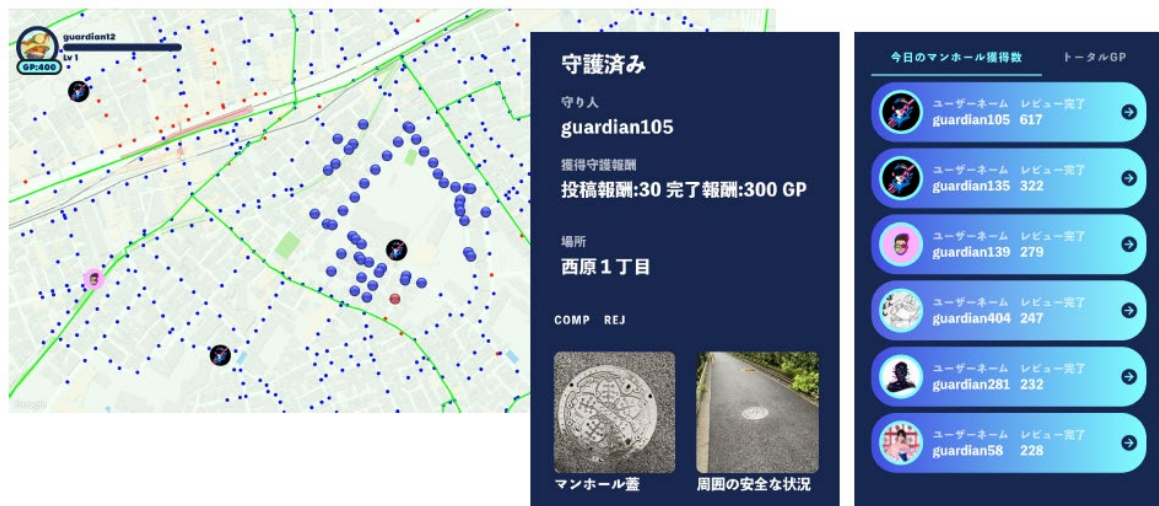 guardian12
Lv 1
GP:400
Google
守護済み
守り人
guardian105
獲得守護報酬
投稿報酬:30 完了報酬:300 GP
場所
西原1丁目
COMP REJ
マンホール蓋 周囲の安全な状況
今日のマンホール獲得数 トータルGP
ユーザーネーム レビュー完了
guardian105 617
ユーザーネーム レビュー完了
guardian135 322
ユーザーネーム レビュー完了
guardian139 279
ユーザーネーム レビュー完了
guardian404 247
ユーザーネーム レビュー完了
guardian281 232
ユーザーネーム レビュー完了
guardian58 228